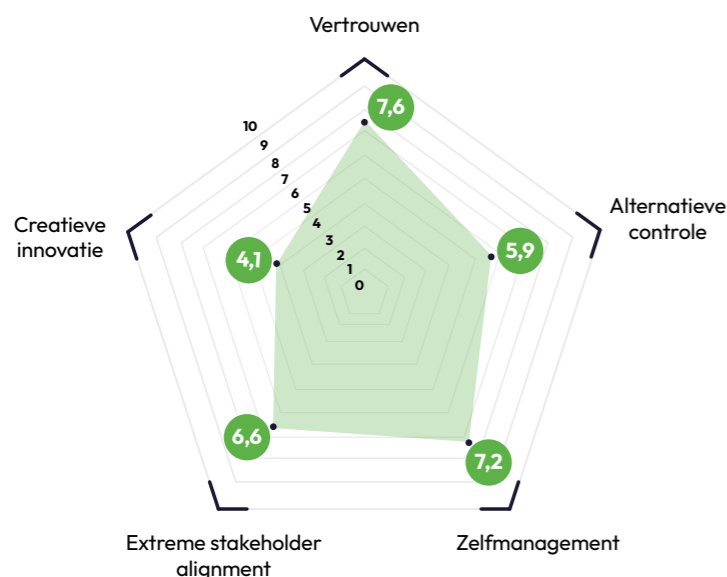 Vertrouwen
7,6
10
9
8
7
6
5
4
3
2
1
0
Creatieve
innovatie
4,1
Alternatieve
controle
5,9
6,6
7,2
Extreme stakeholder
alignment
Zelfmanagement